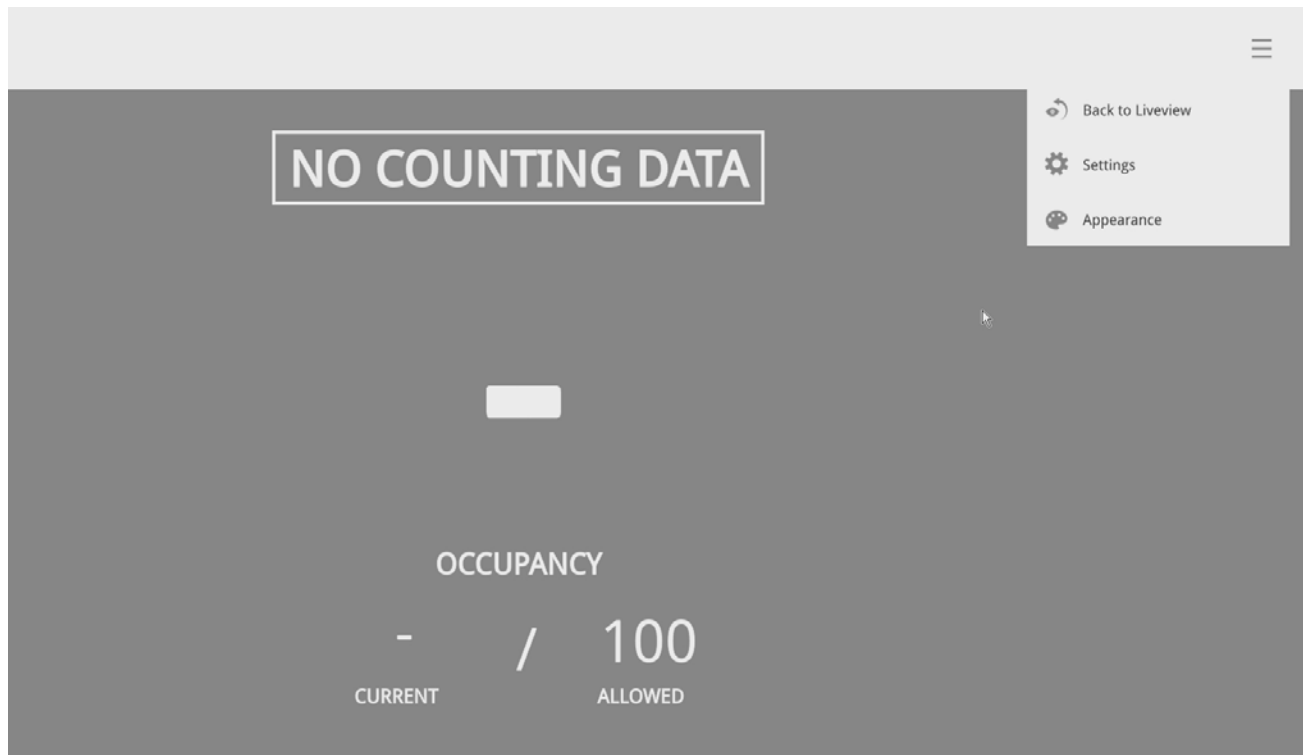 Back to Liveview
Settings
Appearance
NO COUNTING DATA
OCCUPANCY
- / 100
CURRENT ALLOWED